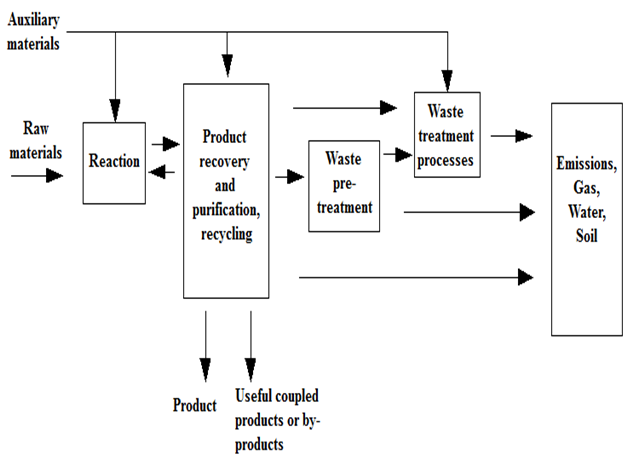 Auxiliary
materials
Raw
materials
Reaction
Product
recovery
and
purification,
recycling
Waste
pre-
treatment
Waste
treatment
processes
Emissions,
Gas,
Water,
Soil
Product
Useful coupled
products or by-
products